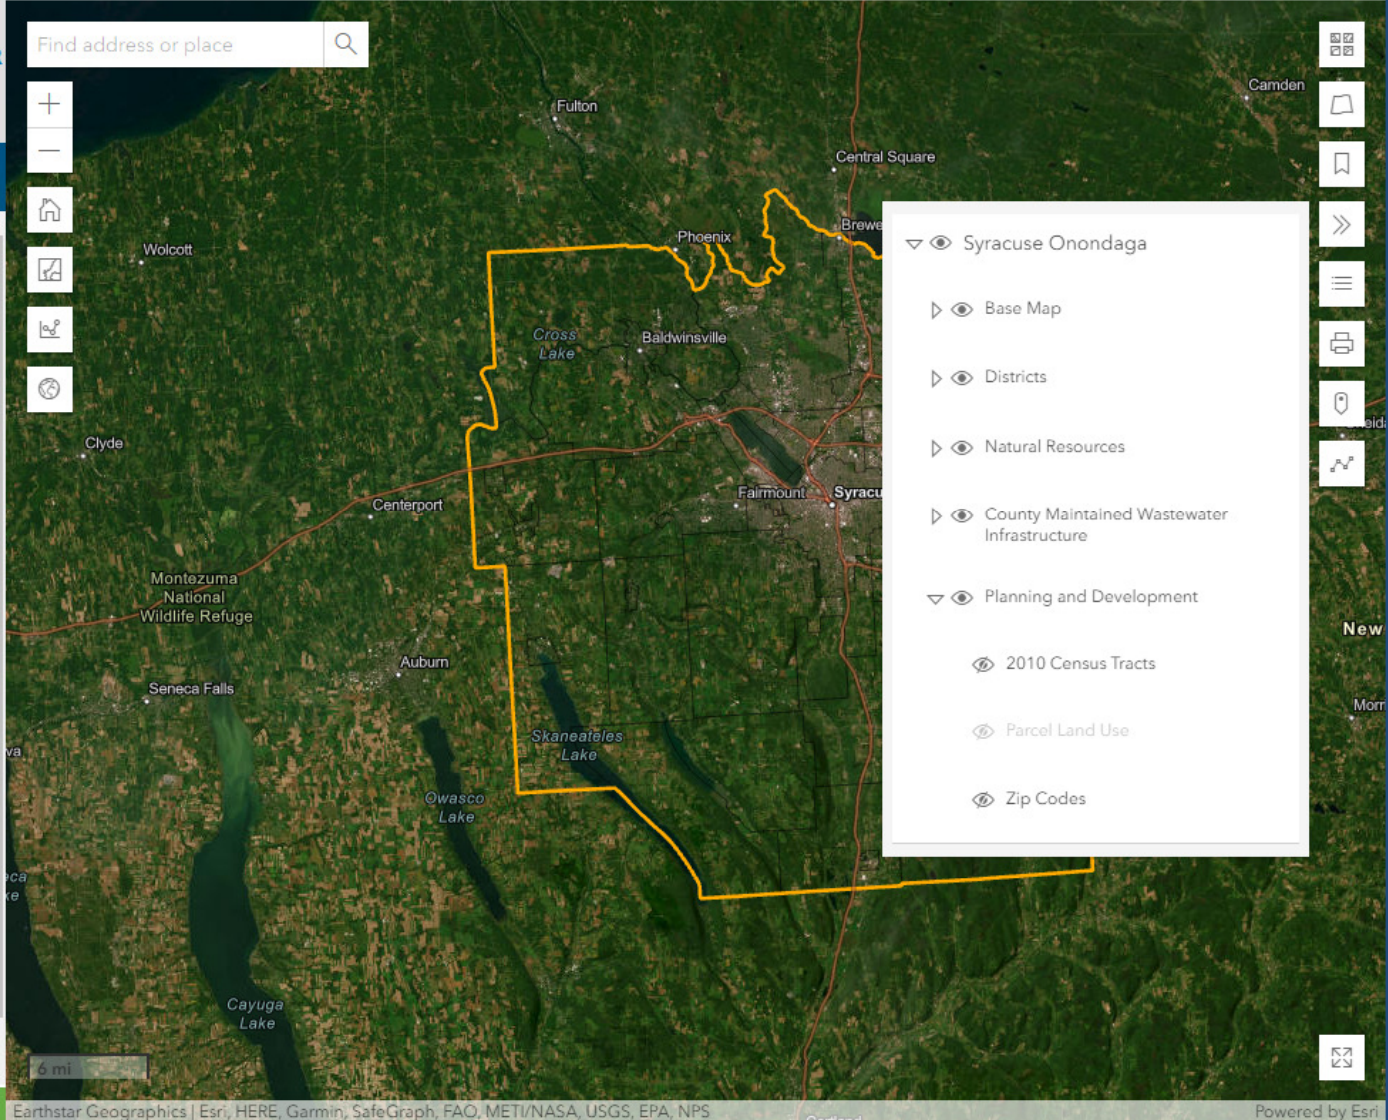 Find address or place
Camden
Fulton
Central Square
Brewe
Phoenix
Wolcott
Syracuse Onondaga
Base Map
Cross
Lake
Baldwinsville
Districts
Clyde
Natural Resources
Fairmount
Syracu
Centerport
County Maintained Wastewater
Infrastructure
Montezuma
National
Wildlife Refuge
Planning and Development
New
Auburn
2010 Census Tracts
Seneca Falls
Skaneateles
Lake
Parcel Land Use
va
Owasco
Lake
Zip Codes
Cayuga
Lake
6 mi
Earthstar Geographics | Esri, HERE, Garmin, SafeGraph, FAO, METI/NASA, USGS, EPA, NPS
Powered by Esri